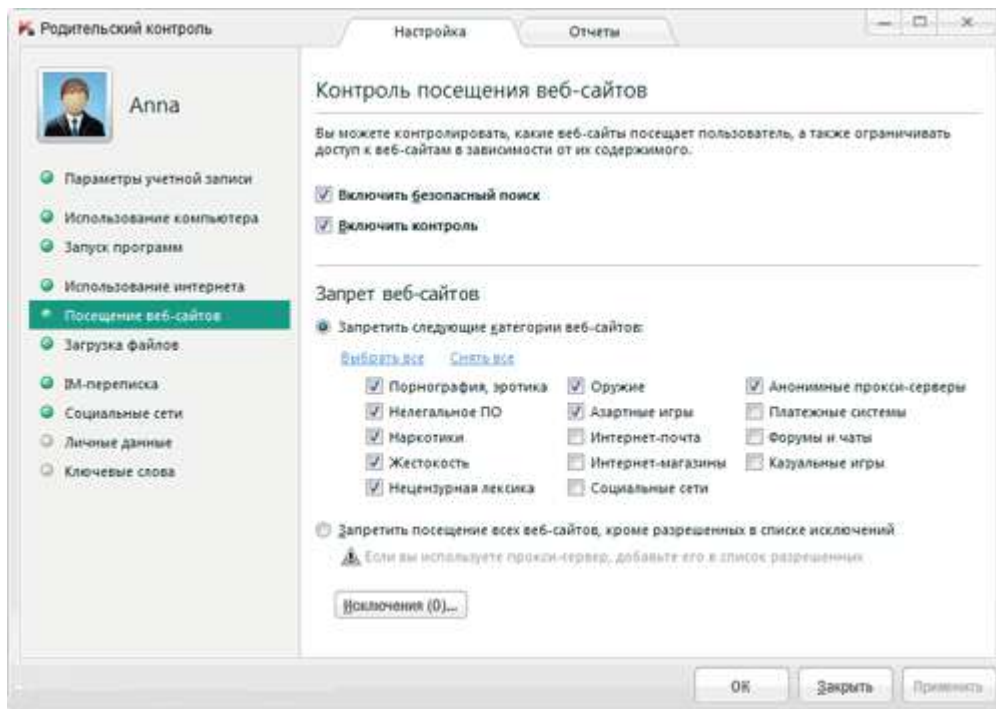 Родительский контроль
Настройка
Отчеты
Anna
Параметры учетной записи
Использование компьютера
Запуск программ
Использование интернета
Посещение веб-сайтов
Загрузка файлов
IM-переписка
Социальные сети
Личные данные
Ключевые слова
Контроль посещения веб-сайтов
Вы можете контролировать, какие веб-сайты посещает пользователь, а также ограничивать
доступ к веб-сайтам в зависимости от их содержимого.
Включить безопасный поиск
Включить контроль
Запрет веб-сайтов
Запретить следующие категории веб-сайтов:
Выбрать все Снять все
Порнография, эротика Оружие Анонимные прокси-серверы
Нелегальное ПО Азартные игры Платежные системы
Наркотики Интернет-почта Форумы и чаты
Жестокость Интернет-магазины Казуальные игры
Нецензурная лексика Социальные сети
Запретить посещение всех веб-сайтов, кроме разрешенных в списке исключений
Если вы используете прокси-сервер, добавьте его в список разрешенных
Исключения (0)...
ОК
Закрыть
Применить